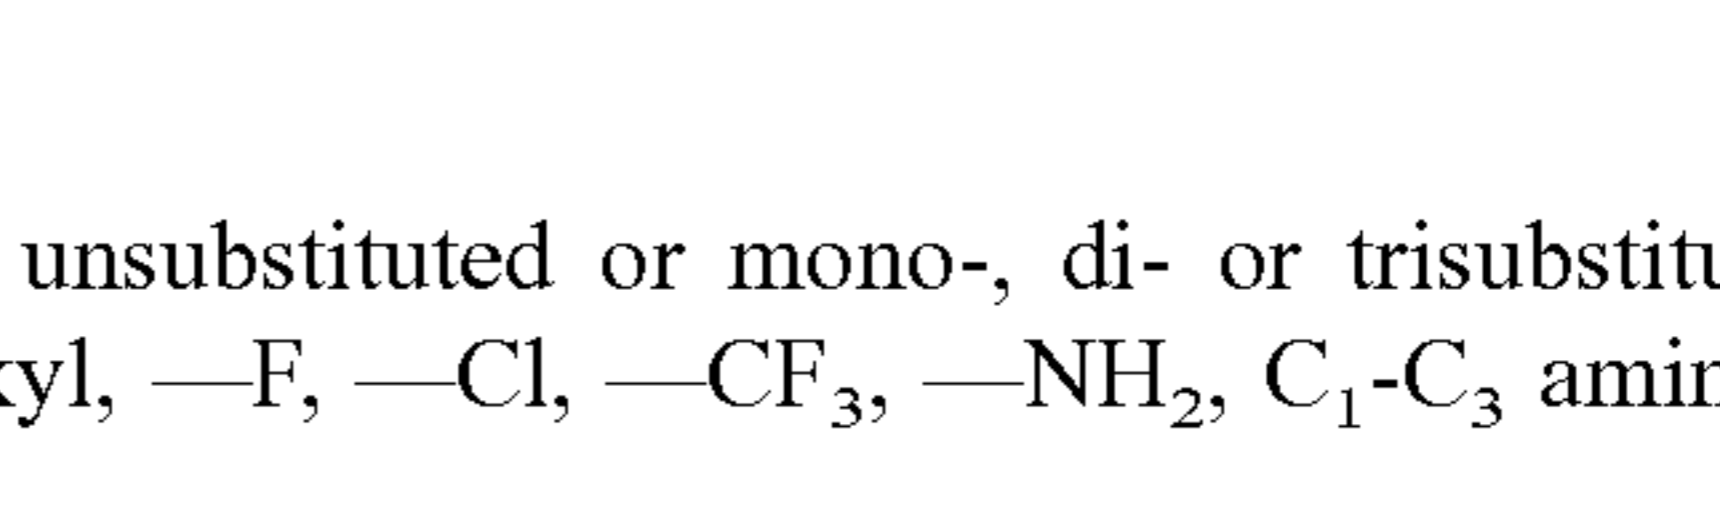 unsubstituted or mono-, di- or trisubstitu
kyl, —F, —Cl, —CF₃, —NH₂, C₁-C₃ amin